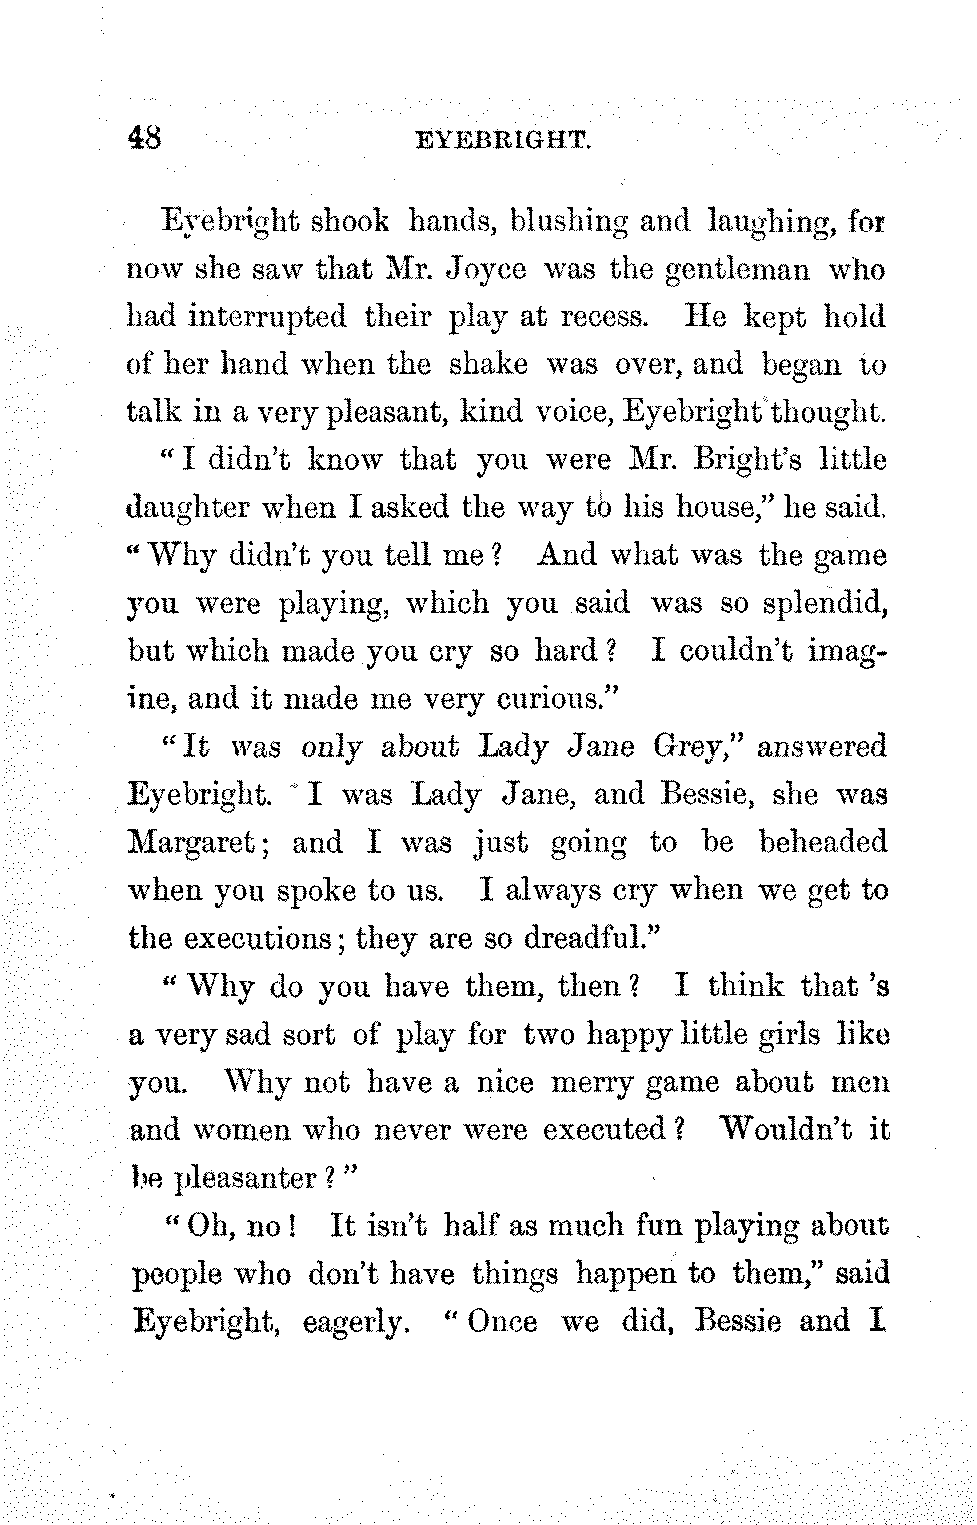 48 EYEBRIGHT.
Eyebright shook hands, blushing and laughing, for
now she saw that Mr. Joyce was the gentleman who
had interrupted their play at recess. He kept hold
of her hand when the shake was over, and began to
talk in a very pleasant, kind voice, Eyebright thought.
"I didn't know that you were Mr. Bright's little
daughter when I asked the way to his house," he said.
"Why didn't you tell me? And what was the game
you were playing, which you said was so splendid,
but which made you cry so hard? I couldn't imag-
ine, and it made me very curious."
"It was only about Lady Jane Grey," answered
Eyebright. " I was Lady Jane, and Bessie, she was
Margaret; and I was just going to be beheaded
when you spoke to us. I always cry when we get to
the executions; they are so dreadful."
"Why do you have them, then? I think that 's
a very sad sort of play for two happy little girls like
you. Why not have a nice merry game about men
and women who never were executed? Wouldn't it
be pleasanter?"
"Oh, no! It isn't half as much fun playing about
people who don't have things happen to them," said
Eyebright, eagerly. "Once we did, Bessie and I